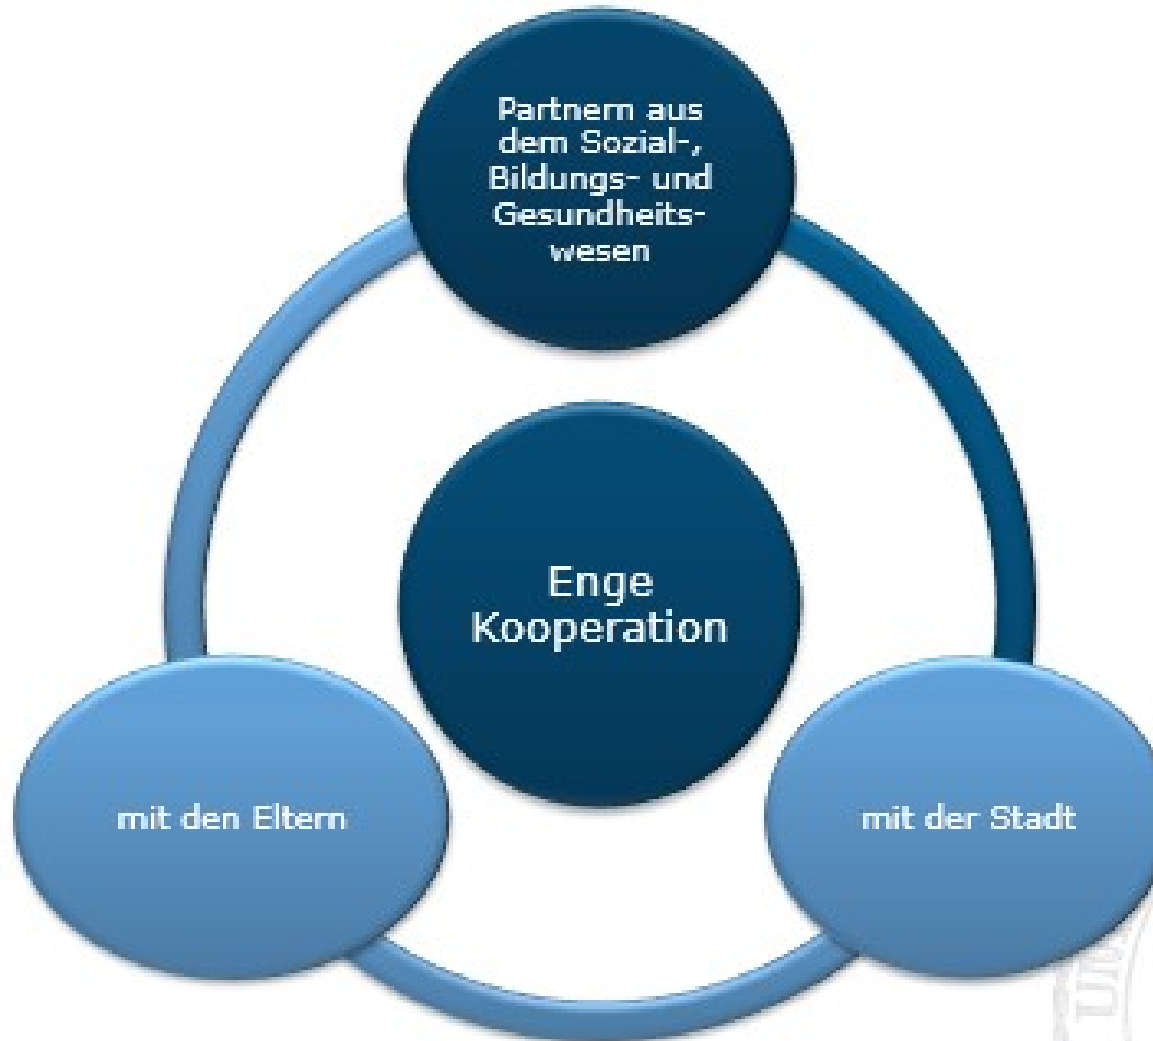 Partnern aus
dem Sozial-,
Bildungs- und
Gesundheits-
wesen
Enge
Kooperation
mit den Eltern
mit der Stadt